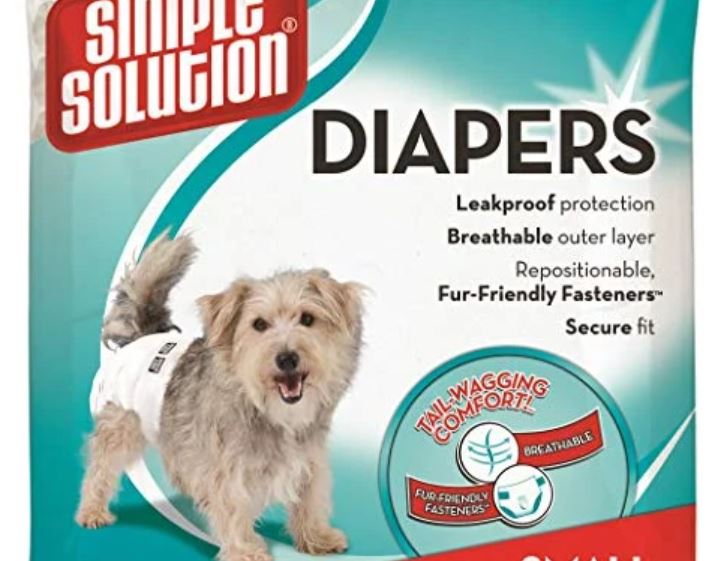 SIMPLE
SOLUTION®
DIAPERS
Leakproof protection
Breathable outer layer
Repositionable,
Fur-Friendly Fasteners™
Secure fit
TAIL-WAGGING
COMFORT!
BREATHABLE
FUR-FRIENDLY
FASTENERS™